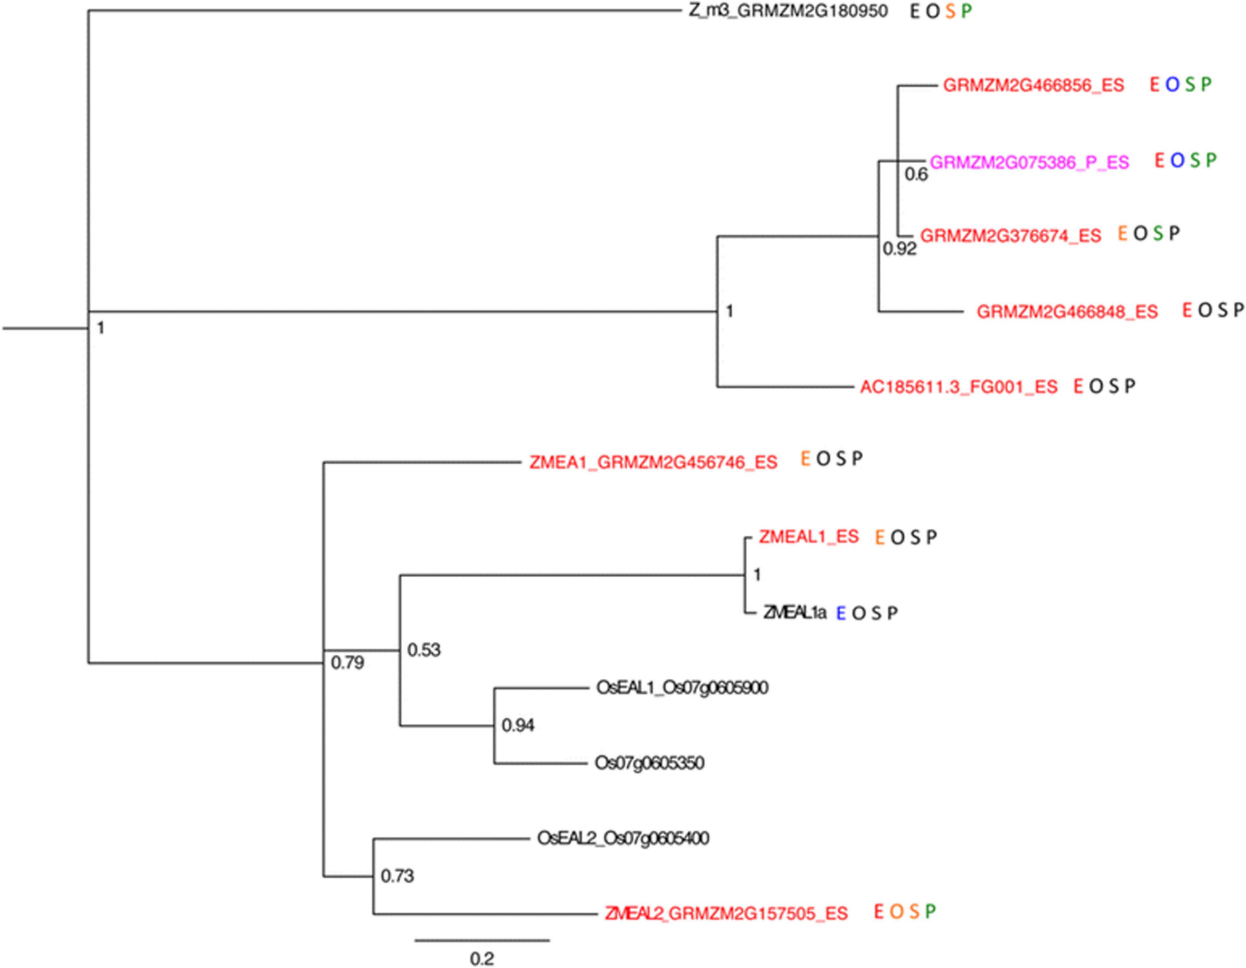 Z_m3_GRMZM2G180950 E O S P
GRMZM2G466856_ES E O S P
GRMZM2G075386_P_ES E O S P
0.6
GRMZM2G376674_ES E O S P
0.92
1
GRMZM2G466848_ES E O S P
1
AC185611.3_FG001_ES E O S P
ZMEA1_GRMZM2G456746_ES E O S P
ZMEAL1_ES E O S P
1
ZMEAL1a E O S P
0.53
0.79
OsEAL1_Os07g0605900
0.94
Os07g0605350
OsEAL2_Os07g0605400
0.73
ZMEAL2_GRMZM2G157505_ES E O S P
0.2